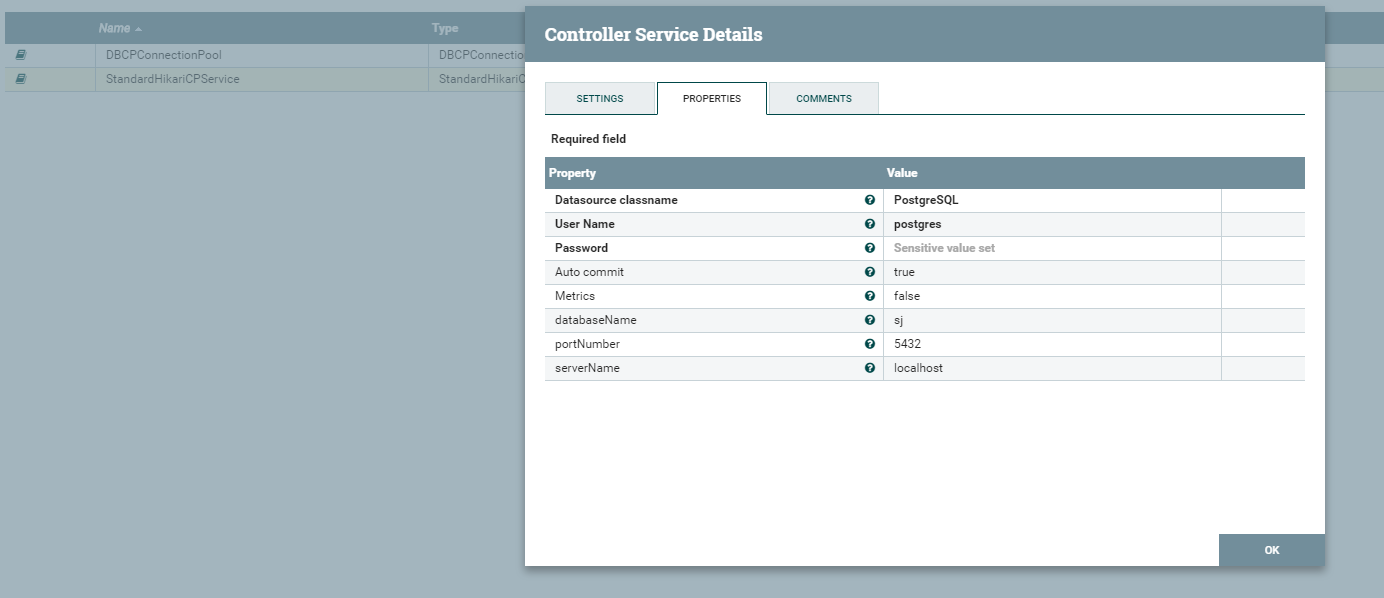 Name
Type
DBCPConnectionPool
DBCPConnectio
StandardHikariCPService
StandardHikariC
Controller Service Details
SETTINGS
PROPERTIES
COMMENTS
Required field
Property Value
Datasource classname PostgreSQL
User Name postgres
Password Sensitive value set
Auto commit true
Metrics false
databaseName sj
portNumber 5432
serverName localhost
OK